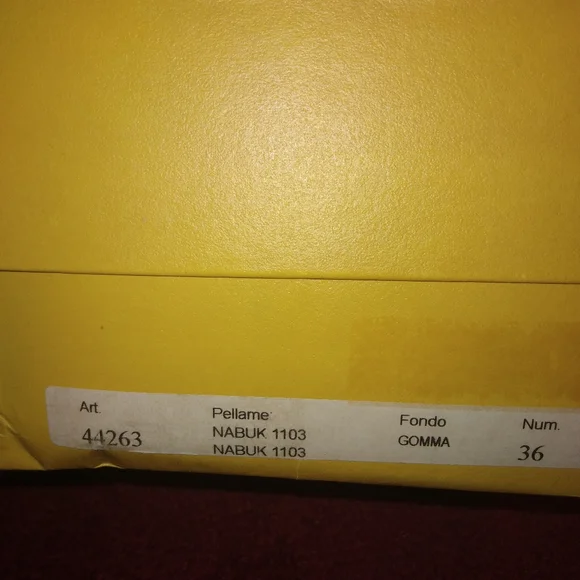 Art. Pellame: Fondo Num.
44263 NABUK 1103 GOMMA 36
NABUK 1103